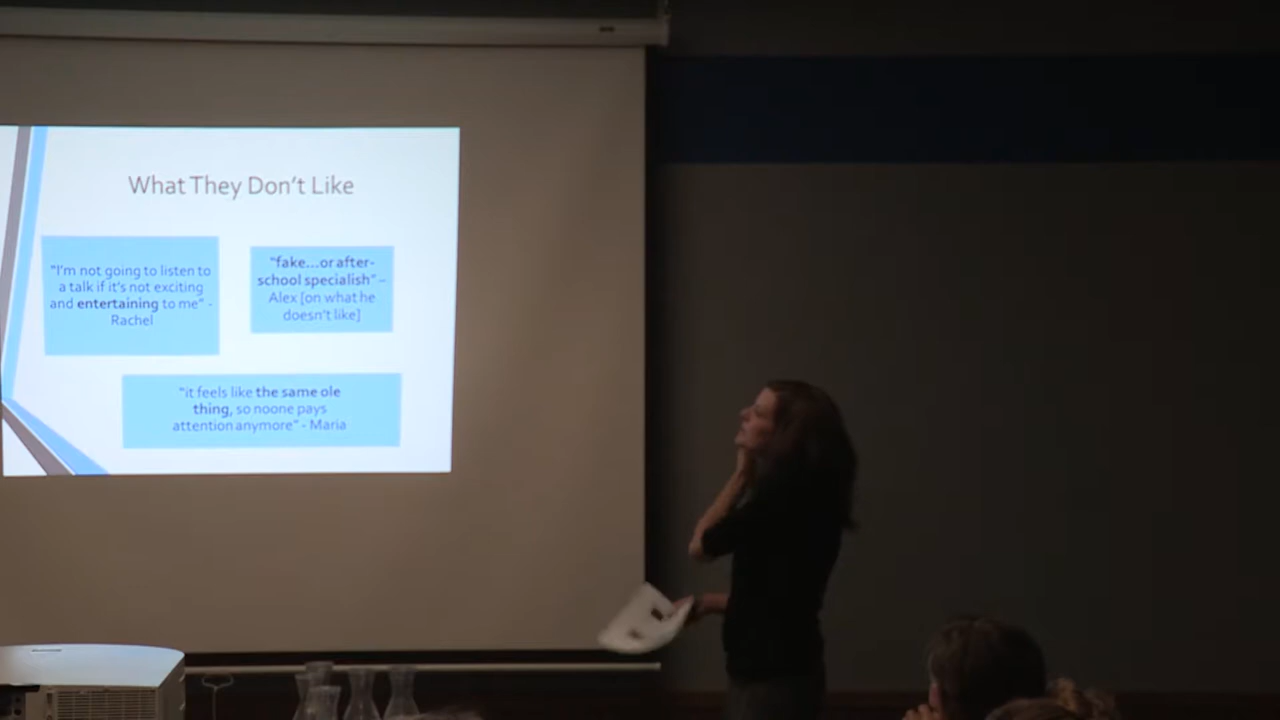 What They Don't Like
"I'm not going to listen to
a talk if it's not exciting
and entertaining to me" -
Rachel
"fake...or after-
school specialish" –
Alex [on what he
doesn't like]
"it feels like the same ole
thing, so noone pays
attention anymore" - Maria